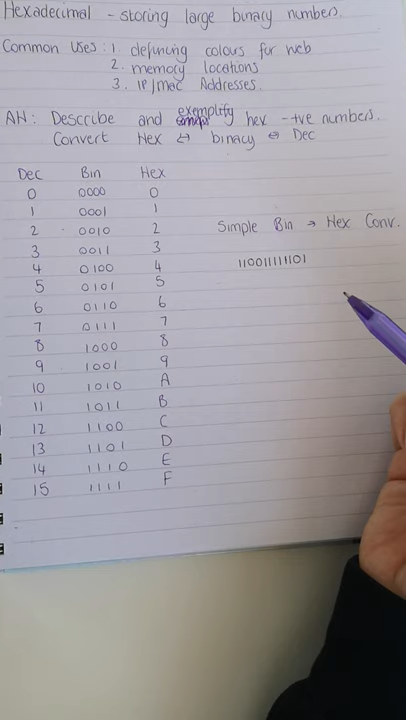 Hexadecimal - storing large binary numbers.
Common Uses: 1. defining colours for web
2. memory locations
3. IP/mac Addresses.
AH: Describe and exemplify hex -+ve numbers.
Convert Hex ↔ binary ↔ Dec
Dec Bin Hex
0 0000 0
1 0001 1
2 0010 2
3 0011 3
4 0100 4
5 0101 5
6 0110 6
7 0111 7
8 1000 8
9 1001 9
10 1010 A
11 1011 B
12 1100 C
13 1101 D
14 1110 E
15 1111 F
Simple Bin → Hex Conv.
110011111101